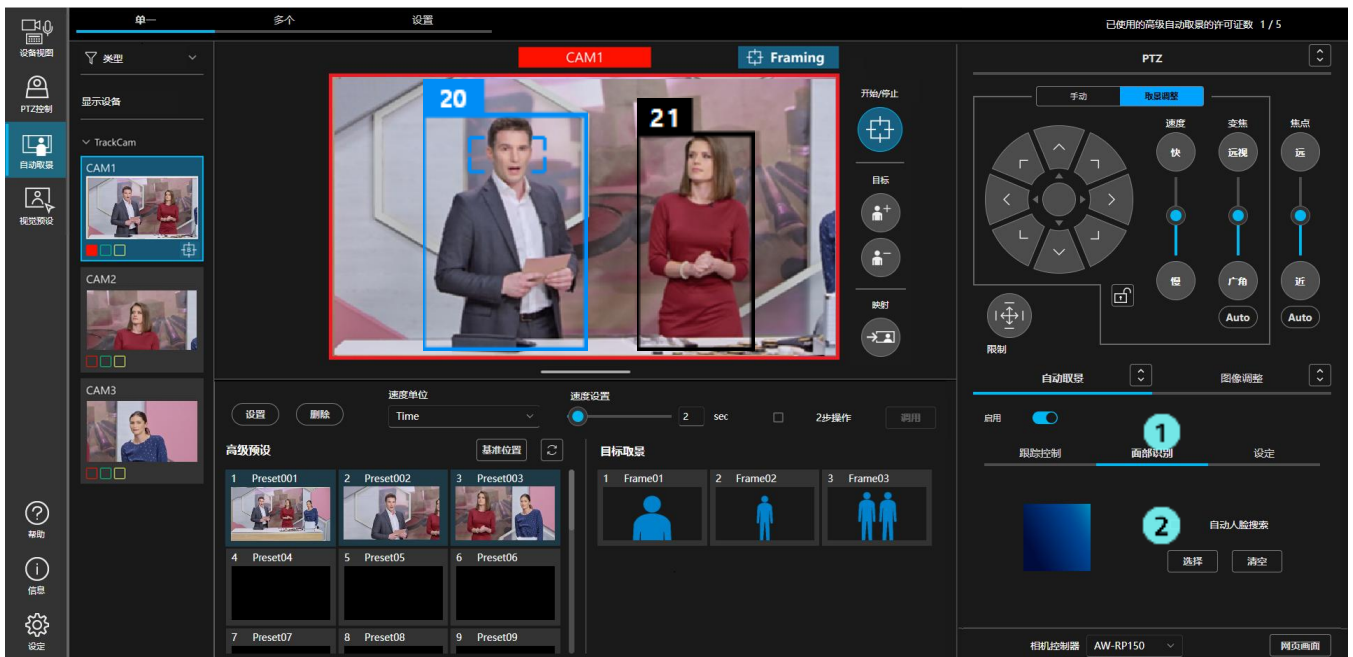 单一
多个
设置
已使用的高级自动取景的许可证数 1 / 5
设备视图
PTZ控制
自动取景
视觉预设
帮助
信息
设定
类型
显示设备
TrackCam
CAM1
CAM2
CAM3
CAM1
Framing
20
21
开始/停止
目标
映射
设置
删除
速度单位
Time
速度设置
2 sec
2步操作
调用
高级预设
基准位置
1 Preset001
2 Preset002
3 Preset003
4 Preset04
5 Preset05
6 Preset06
7 Preset07
8 Preset08
9 Preset09
目标取景
1 Frame01
2 Frame02
3 Frame03
PTZ
手动
取景调整
速度
变焦
焦点
快
远视
远
慢
广角
近
Auto
Auto
限制
自动取景
图像调整
启用
1
跟踪控制
面部识别
设定
2
自动人脸搜索
选择
清空
相机控制器
AW-RP150
网页画面